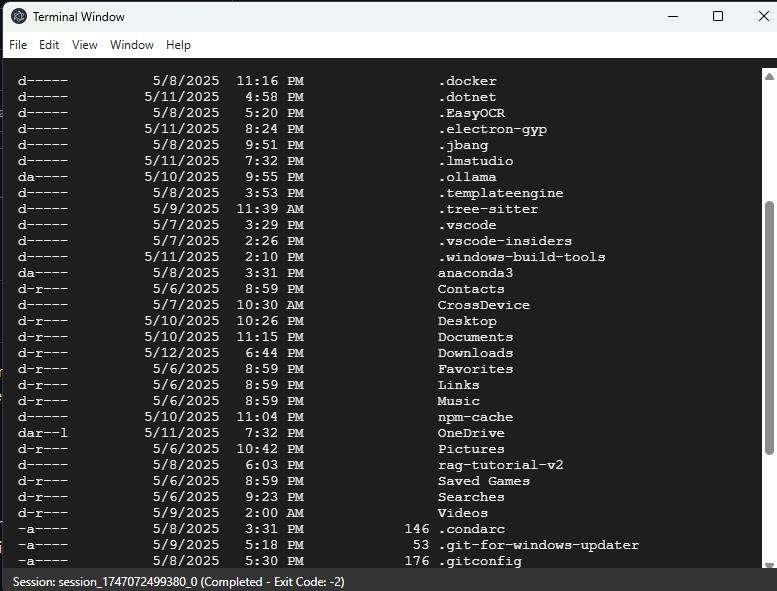 Terminal Window
File Edit View Window Help
d----- 5/8/2025 11:16 PM .docker
d----- 5/11/2025 4:58 PM .dotnet
d----- 5/8/2025 5:20 PM .EasyOCR
d----- 5/11/2025 8:24 PM .electron-gyp
d----- 5/8/2025 9:51 PM .jbang
d----- 5/11/2025 7:32 PM .lmstudio
da---- 5/10/2025 9:55 PM .ollama
d----- 5/8/2025 3:53 PM .templateengine
d----- 5/9/2025 11:39 AM .tree-sitter
d----- 5/7/2025 3:29 PM .vscode
d----- 5/7/2025 2:26 PM .vscode-insiders
d----- 5/11/2025 2:10 PM .windows-build-tools
da---- 5/8/2025 3:31 PM anaconda3
d-r--- 5/6/2025 8:59 PM Contacts
d----- 5/7/2025 10:30 AM CrossDevice
d-r--- 5/10/2025 10:26 PM Desktop
d-r--- 5/10/2025 11:15 PM Documents
d-r--- 5/12/2025 6:44 PM Downloads
d-r--- 5/6/2025 8:59 PM Favorites
d-r--- 5/6/2025 8:59 PM Links
d-r--- 5/6/2025 8:59 PM Music
d----- 5/10/2025 11:04 PM npm-cache
dar--l 5/11/2025 7:32 PM OneDrive
d-r--- 5/6/2025 10:42 PM Pictures
d----- 5/8/2025 6:03 PM rag-tutorial-v2
d-r--- 5/6/2025 8:59 PM Saved Games
d-r--- 5/6/2025 9:23 PM Searches
d-r--- 5/9/2025 2:00 AM Videos
-a---- 5/8/2025 3:31 PM 146 .condarc
-a---- 5/9/2025 5:18 PM 53 .git-for-windows-updater
-a---- 5/8/2025 5:30 PM 176 .gitconfig
Session: session_1747072499380_0 (Completed - Exit Code: -2)